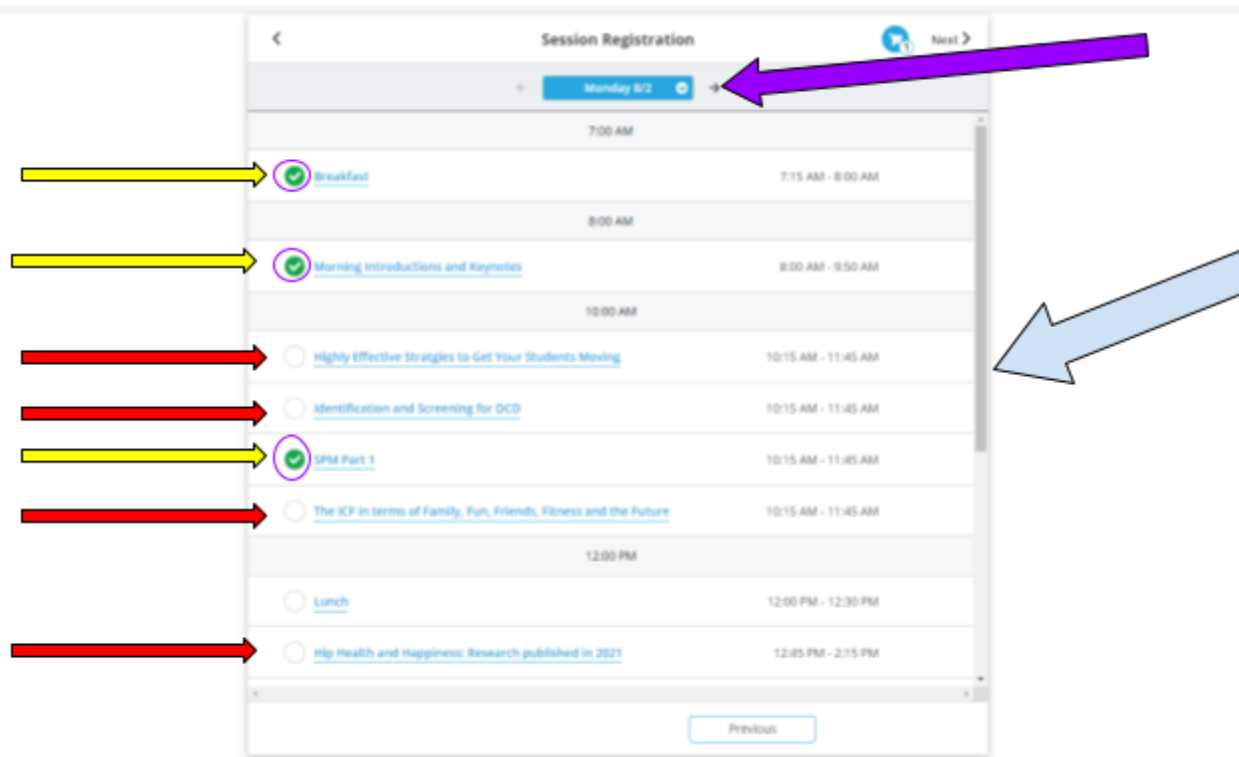 Session Registration
1
Next
Monday 8/2
7:00 AM
Breakfast 7:15 AM - 8:00 AM
8:00 AM
Morning Introductions and Keynotes 8:00 AM - 9:50 AM
10:00 AM
Highly Effective Stratgies to Get Your Students Moving 10:15 AM - 11:45 AM
Identification and Screening for DCD 10:15 AM - 11:45 AM
SPM Part 1 10:15 AM - 11:45 AM
The ICF in terms of Family, Fun, Friends, Fitness and the Future 10:15 AM - 11:45 AM
12:00 PM
Lunch 12:00 PM - 12:30 PM
Hip Health and Happiness: Research published in 2021 12:45 PM - 2:15 PM
Previous